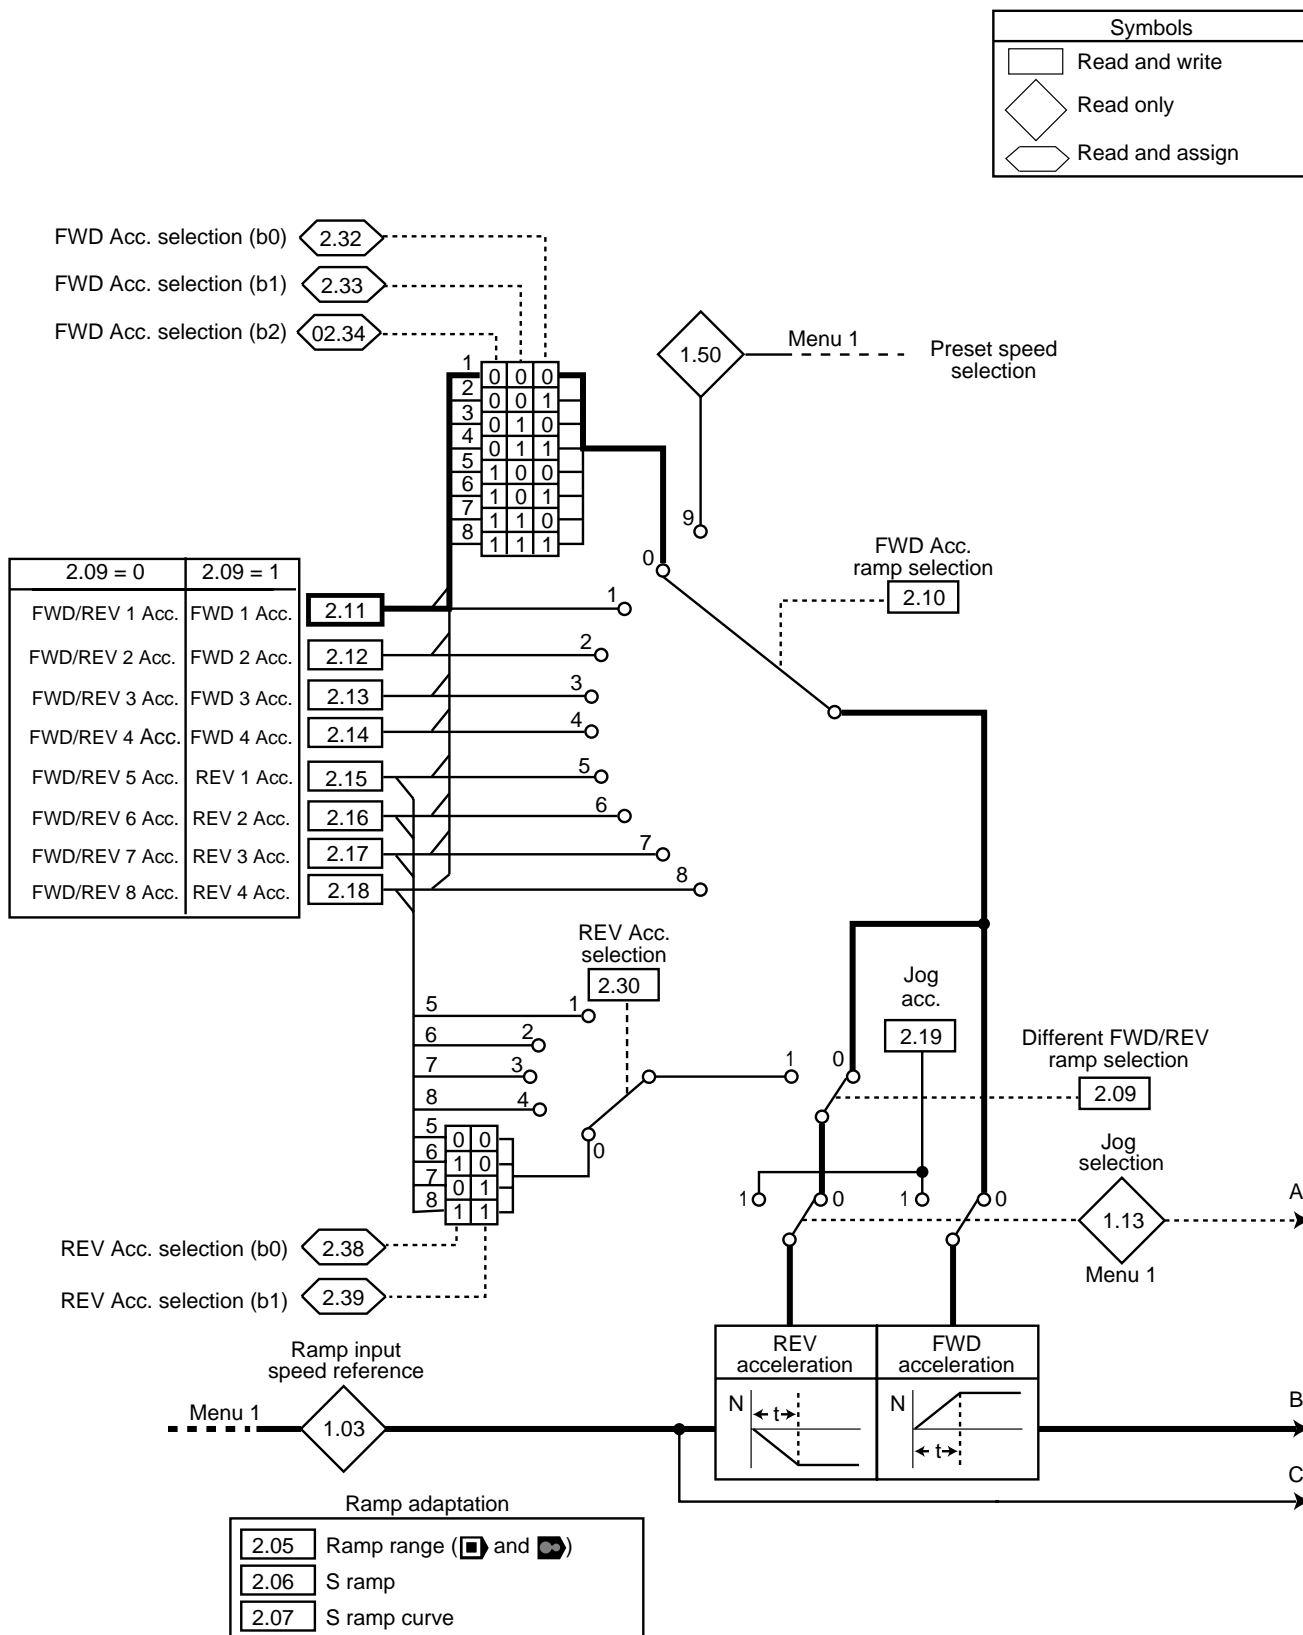 Symbols
Read and write
Read only
Read and assign
FWD Acc. selection (b0) 2.32
FWD Acc. selection (b1) 2.33
FWD Acc. selection (b2) 02.34
1 0 0 0
2 0 0 1
3 0 1 0
4 0 1 1
5 1 0 0
6 1 0 1
7 1 1 0
8 1 1 1
1.50
Menu 1
Preset speed
selection
9
0
FWD Acc.
ramp selection
2.10
2.09 = 0 2.09 = 1
FWD/REV 1 Acc. FWD 1 Acc. 2.11 1
FWD/REV 2 Acc. FWD 2 Acc. 2.12 2
FWD/REV 3 Acc. FWD 3 Acc. 2.13 3
FWD/REV 4 Acc. FWD 4 Acc. 2.14 4
FWD/REV 5 Acc. REV 1 Acc. 2.15 5
FWD/REV 6 Acc. REV 2 Acc. 2.16 6
FWD/REV 7 Acc. REV 3 Acc. 2.17 7
FWD/REV 8 Acc. REV 4 Acc. 2.18 8
REV Acc.
selection
2.30
5 1
6 2
7 3
8 4
5 0 0
6 1 0
7 0 1
8 1 1
0
1 0
Jog
acc.
2.19
Different FWD/REV
ramp selection
2.09
Jog
selection
1 0 1 0
1.13
Menu 1
A
REV Acc. selection (b0) 2.38
REV Acc. selection (b1) 2.39
Ramp input
speed reference
Menu 1
1.03
REV
acceleration
N t
FWD
acceleration
N t
B
C
Ramp adaptation
2.05 Ramp range ( and )
2.06 S ramp
2.07 S ramp curve